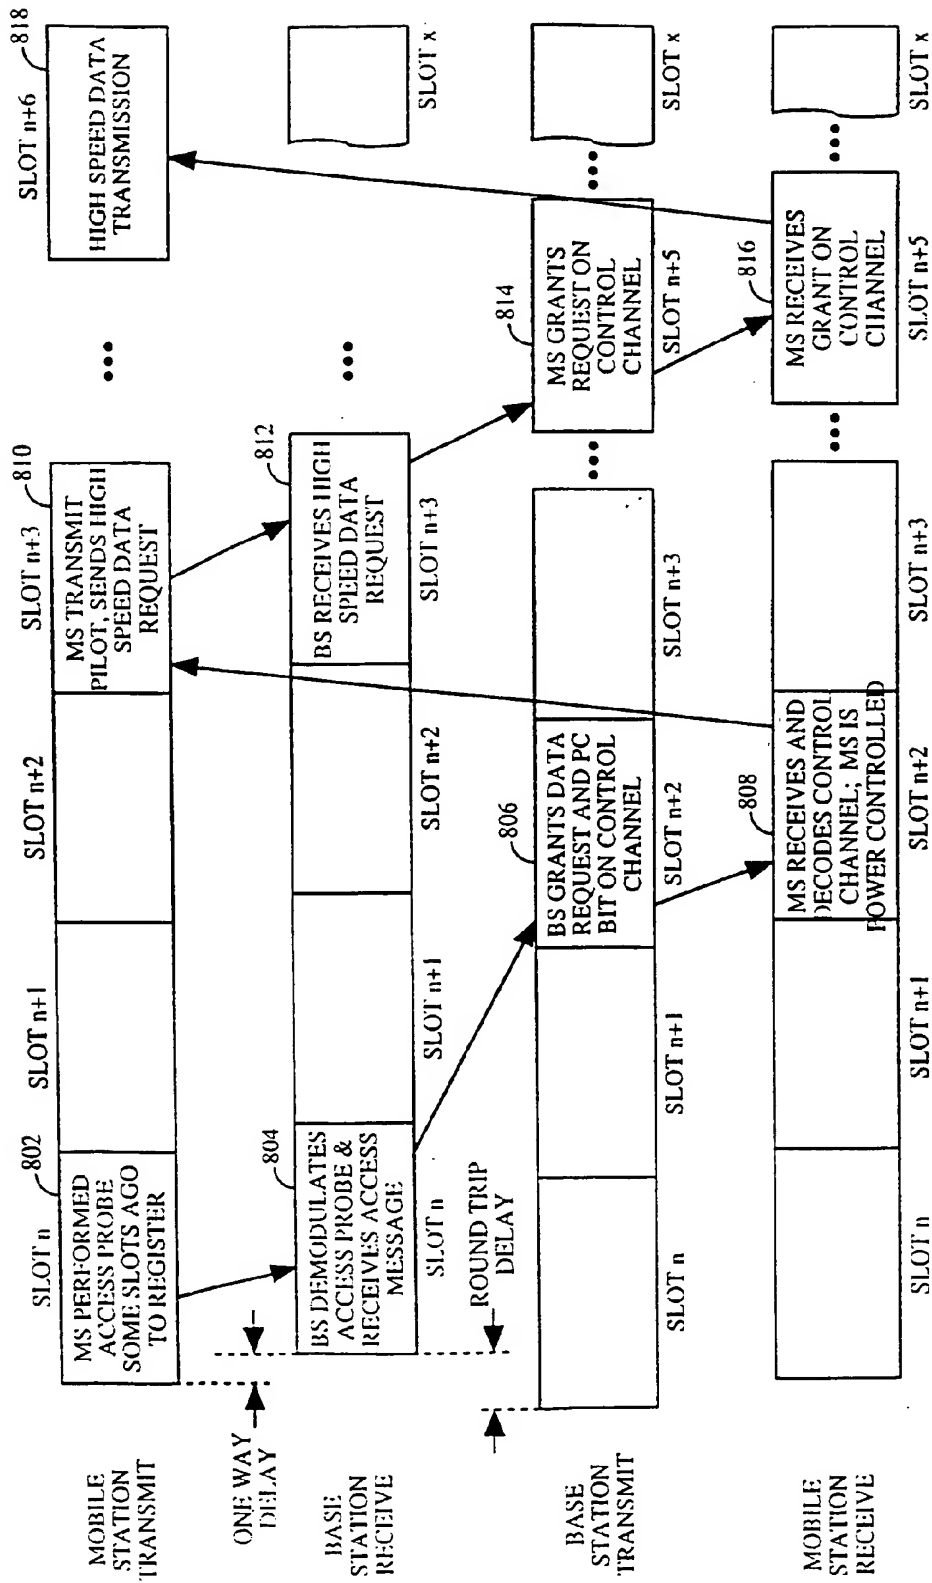 MOBILE
STATION
TRANSMIT
SLOT n
802
MS PERFORMED
ACCESS PROBE
SOME SLOTS AGO
TO REGISTER
SLOT n+1
SLOT n+2
SLOT n+3
810
MS TRANSMIT
PILOT, SENDS HIGH
SPEED DATA
REQUEST
SLOT n+6
818
HIGH SPEED DATA
TRANSMISSION
ONE WAY
DELAY
BASE
STATION
RECEIVE
804
BS DEMODULATES
ACCESS PROBE &
RECEIVES ACCESS
MESSAGE
SLOT n
SLOT n+1
SLOT n+2
812
BS RECEIVES HIGH
SPEED DATA
REQUEST
SLOT n+3
SLOT x
ROUND TRIP
DELAY
BASE
STATION
TRANSMIT
SLOT n
SLOT n+1
806
BS GRANTS DATA
REQUEST AND PC
BIT ON CONTROL
CHANNEL
SLOT n+2
SLOT n+3
814
MS GRANTS
REQUEST ON
CONTROL
CHANNEL
SLOT n+5
SLOT x
MOBILE
STATION
RECEIVE
SLOT n
SLOT n+1
808
MS RECEIVES AND
DECODES CONTROL
CHANNEL; MS IS
POWER CONTROLLED
SLOT n+2
SLOT n+3
816
MS RECEIVES
GRANT ON
CONTROL
CHANNEL
SLOT n+5
SLOT x